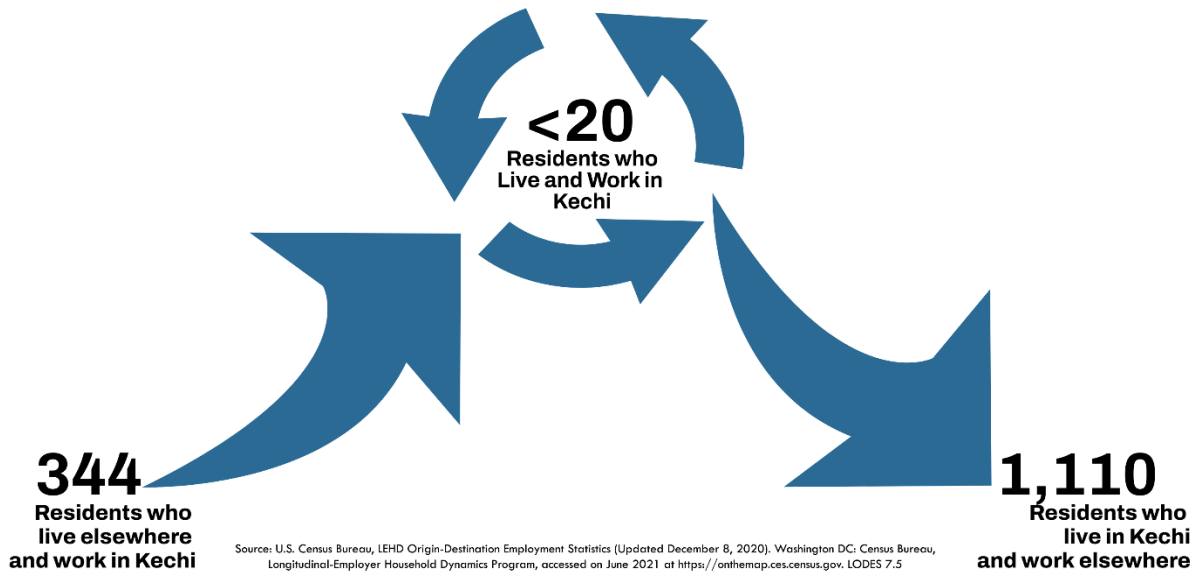 <20
Residents who
Live and Work in
Kechi
344
Residents who
live elsewhere
and work in Kechi
1,110
Residents who
live in Kechi
and work elsewhere
Source: U.S. Census Bureau, LEHD Origin-Destination Employment Statistics (Updated December 8, 2020). Washington DC: Census Bureau,
Longitudinal-Employer Household Dynamics Program, accessed on June 2021 at https://onthemap.ces.census.gov. LODES 7.5